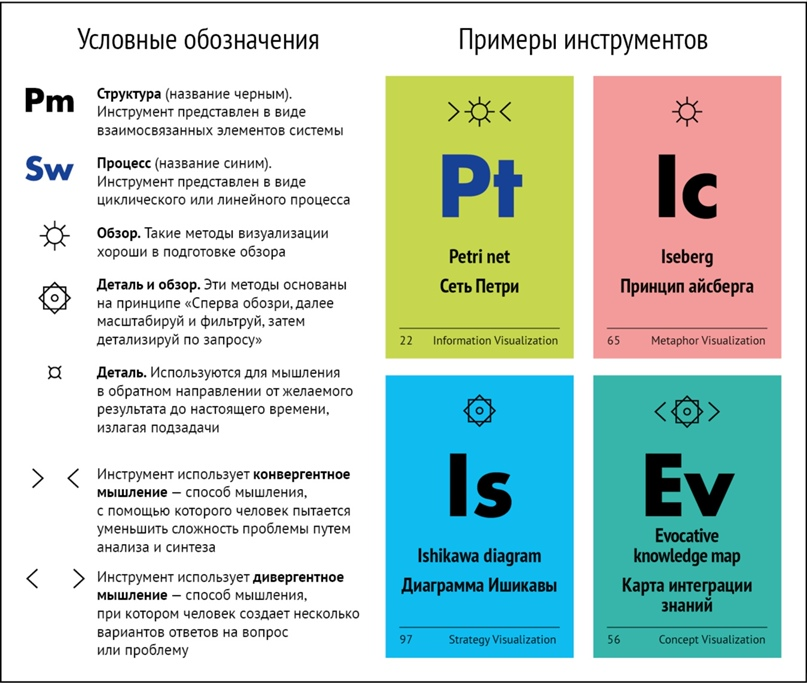 Условные обозначения
Pm
Структура (название черным).
Инструмент представлен в виде
взаимосвязанных элементов системы
Sw
Процесс (название синим).
Инструмент представлен в виде
циклического или линейного процесса
Обзор. Такие методы визуализации
хороши в подготовке обзора
Деталь и обзор. Эти методы основаны
на принципе «Сперва обозри, далее
масштабируй и фильтруй, затем
детализируй по запросу»
Деталь. Используются для мышления
в обратном направлении от желаемого
результата до настоящего времени,
излагая подзадачи
> <
Инструмент использует конвергентное
мышление — способ мышления,
с помощью которого человек пытается
уменьшить сложность проблемы путем
анализа и синтеза
< >
Инструмент использует дивергентное
мышление — способ мышления,
при котором человек создает несколько
вариантов ответов на вопрос
или проблему
Примеры инструментов
> <
Pt
Petri net
Сеть Петри
22 Information Visualization
Ic
Iseberg
Принцип айсберга
65 Metaphor Visualization
Is
Ishikawa diagram
Диаграмма Ишикавы
97 Strategy Visualization
< >
Ev
Evocative
knowledge map
Карта интеграции
знаний
56 Concept Visualization